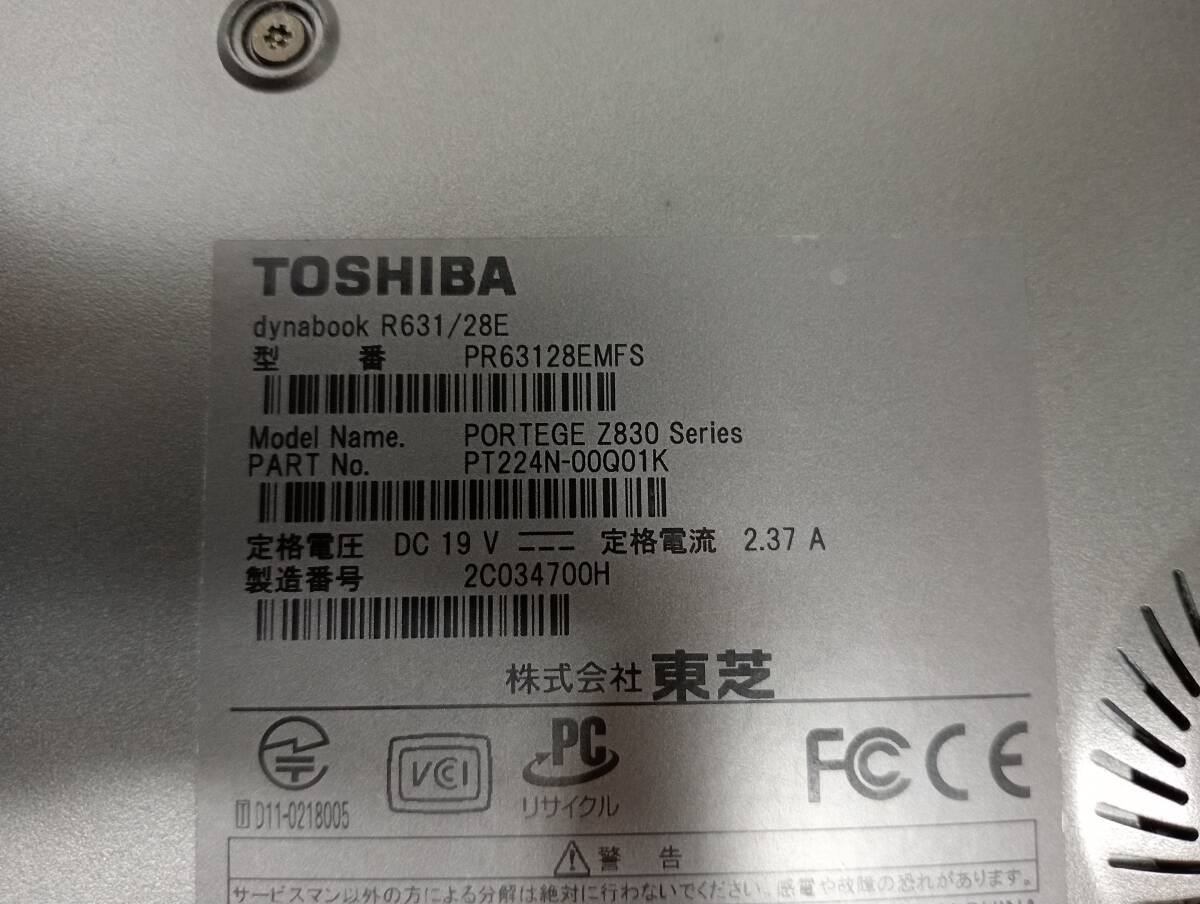 TOSHIBA
dynabook R631/28E
型 番 PR63128EMFS
Model Name. PORTEGE Z830 Series
PART No. PT224N-00Q01K
定格電圧 DC 19 V 定格電流 2.37 A
製造番号 2C034700H
株式会社 東芝
VCCI PC FC CE
リサイクル
T D11-0218005
警 告
サービスマン以外の方による分解は絶対に行わないでください。感電や故障の恐れがあります。